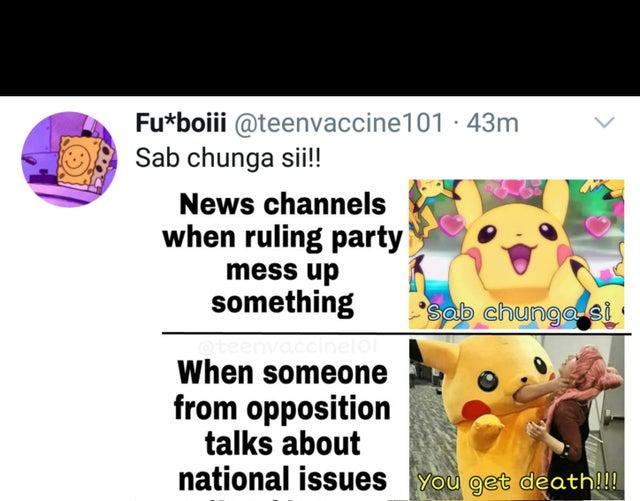 Fu*boiii @teenvaccine101 · 43m
Sab chunga sii!!
News channels
when ruling party
mess up
something
Sab chunga si
@teenvaccine101
When someone
from opposition
talks about
national issues
You get death!!!